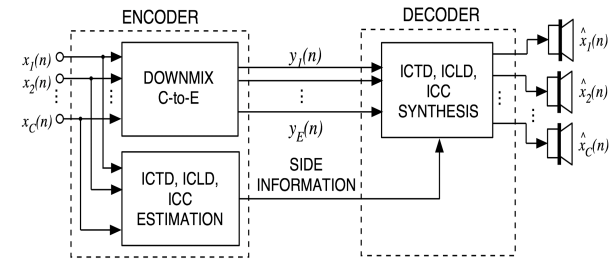 ENCODER
DECODER
x1(n)
x2(n)
xC(n)
DOWNMIX
C-to-E
y1(n)
yE(n)
ICTD, ICLD,
ICC
SYNTHESIS
x̂1(n)
x̂2(n)
x̂C(n)
ICTD, ICLD,
ICC
ESTIMATION
SIDE
INFORMATION